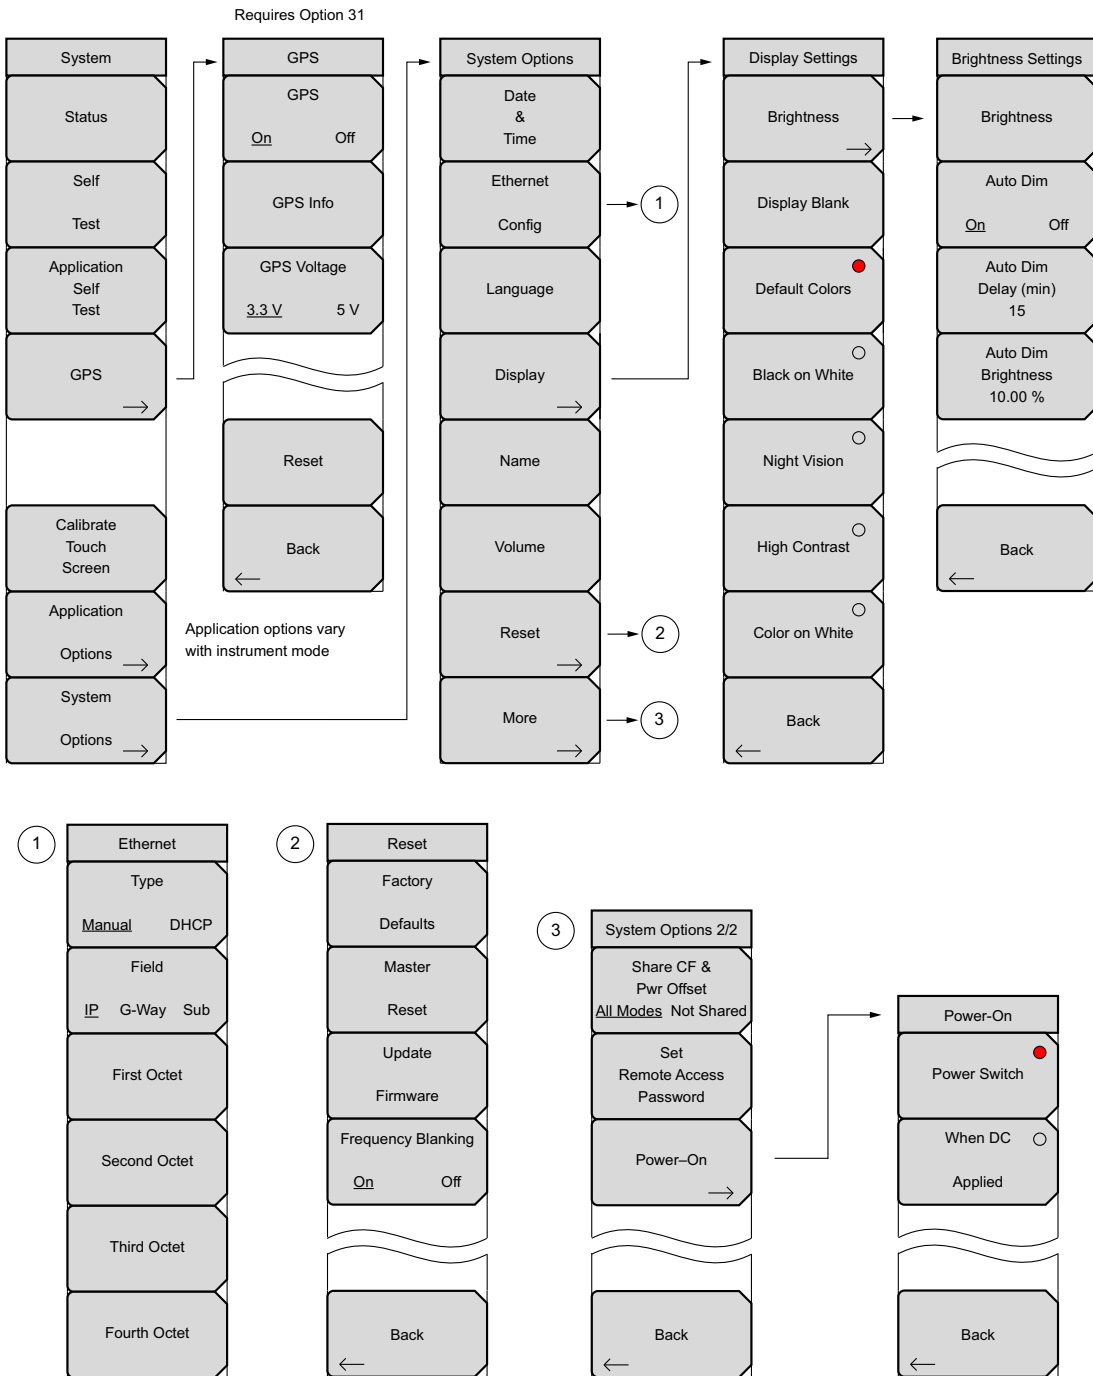 Requires Option 31
System
Status
Self
Test
Application
Self
Test
GPS
Calibrate
Touch
Screen
Application
Options
System
Options
GPS
GPS
On Off
GPS Info
GPS Voltage
3.3 V 5 V
Reset
Back
Application options vary
with instrument mode
System Options
Date
&
Time
Ethernet
Config
1
Language
Display
Name
Volume
Reset
2
More
3
Display Settings
Brightness
Display Blank
Default Colors
Black on White
Night Vision
High Contrast
Color on White
Back
Brightness Settings
Brightness
Auto Dim
On Off
Auto Dim
Delay (min)
15
Auto Dim
Brightness
10.00 %
Back
1
Ethernet
Type
Manual DHCP
Field
IP G-Way Sub
First Octet
Second Octet
Third Octet
Fourth Octet
2
Reset
Factory
Defaults
Master
Reset
Update
Firmware
Frequency Blanking
On Off
Back
3
System Options 2/2
Share CF &
Pwr Offset
All Modes Not Shared
Set
Remote Access
Password
Power–On
Back
Power-On
Power Switch
When DC
Applied
Back